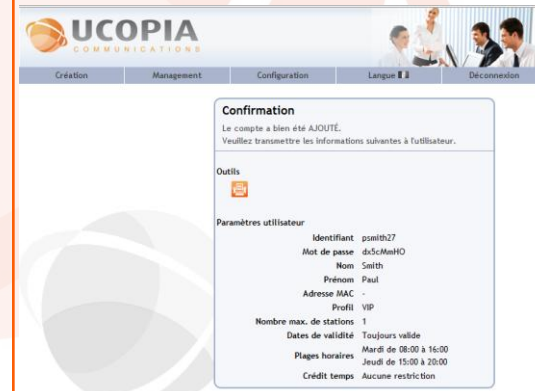 UCOPIA
COMMUNICATIONS
Création Management Configuration Langue Déconnexion
Confirmation
Le compte a bien été AJOUTÉ.
Veuillez transmettre les informations suivantes à l'utilisateur.
Outils
Paramètres utilisateur
Identifiant psmith27
Mot de passe dx5cMmHO
Nom Smith
Prénom Paul
Adresse MAC -
Profil VIP
Nombre max. de stations 1
Dates de validité Toujours valide
Plages horaires Mardi de 08:00 à 16:00
Jeudi de 15:00 à 20:00
Crédit temps Aucune restriction